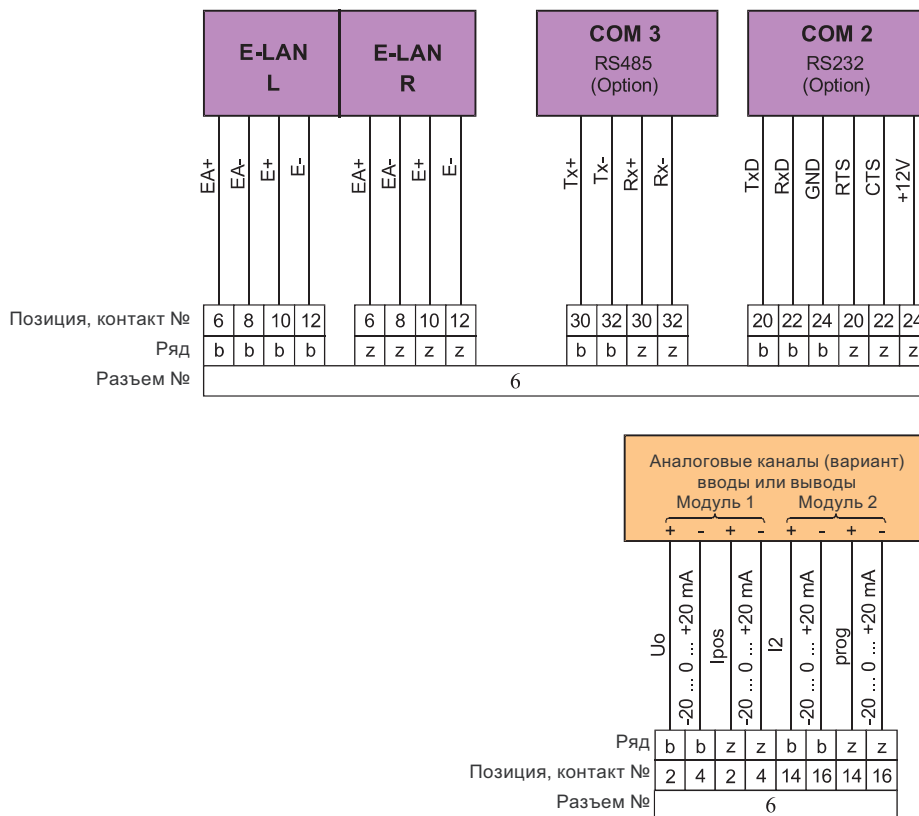 E-LAN E-LAN COM 3 COM 2
L R RS485 RS232
(Option) (Option)
EA+ EA- E+ E- EA+ EA- E+ E- Tx+ Tx- Rx+ Rx- TxD RxD GND RTS CTS +12V
Позиция, контакт № 6 8 10 12 6 8 10 12 30 32 30 32 20 22 24 20 22 24
Ряд b b b b z z z z b b z z b b b z z z
Разъем № 6
Аналоговые каналы (вариант)
вводы или выводы
Модуль 1 Модуль 2
+ - + - + - + -
Uo -20 ... 0 ... +20 mA Ipos -20 ... 0 ... +20 mA I2 -20 ... 0 ... +20 mA prog -20 ... 0 ... +20 mA
Ряд b b z z b b z z
Позиция, контакт № 2 4 2 4 14 16 14 16
Разъем № 6